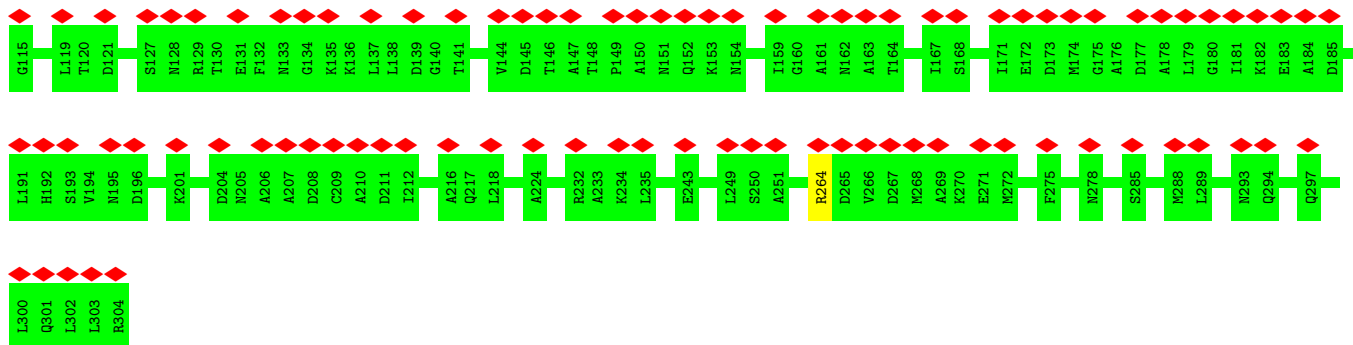 G115 L119 T120 D121 S127 N128 R129 T130 E131 F132 N133 G134 K135 K136 L137 L138 D139 G140 T141 V144 D145 T146 A147 T148 P149 A150 N151 Q152 K153 N154 I159 G160 A161 N162 A163 T164 I167 S168 I171 E172 D173 M174 G175 A176 D177 A178 L179 G180 I181 K182 E183 A184 D185
L191 H192 S193 V194 N195 D196 K201 D204 N205 A206 A207 D208 C209 A210 D211 I212 A216 Q217 L218 A224 R232 A233 K234 L235 E243 L249 S250 A251 R264 D265 V266 D267 M268 A269 K270 E271 M272 F275 N278 S285 M288 L289 N293 Q294 Q297
L300 Q301 L302 L303 R304